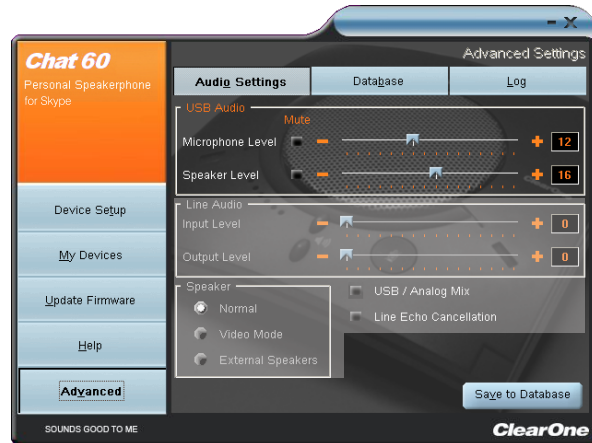 Chat 60
Personal Speakerphone
for Skype
Advanced Settings
Audio Settings
Database
Log
USB Audio
Mute
Microphone Level
12
Speaker Level
16
Line Audio
Input Level
0
Output Level
0
Speaker
Normal
Video Mode
External Speakers
USB / Analog Mix
Line Echo Cancellation
Device Setup
My Devices
Update Firmware
Help
Advanced
Save to Database
SOUNDS GOOD TO ME
ClearOne